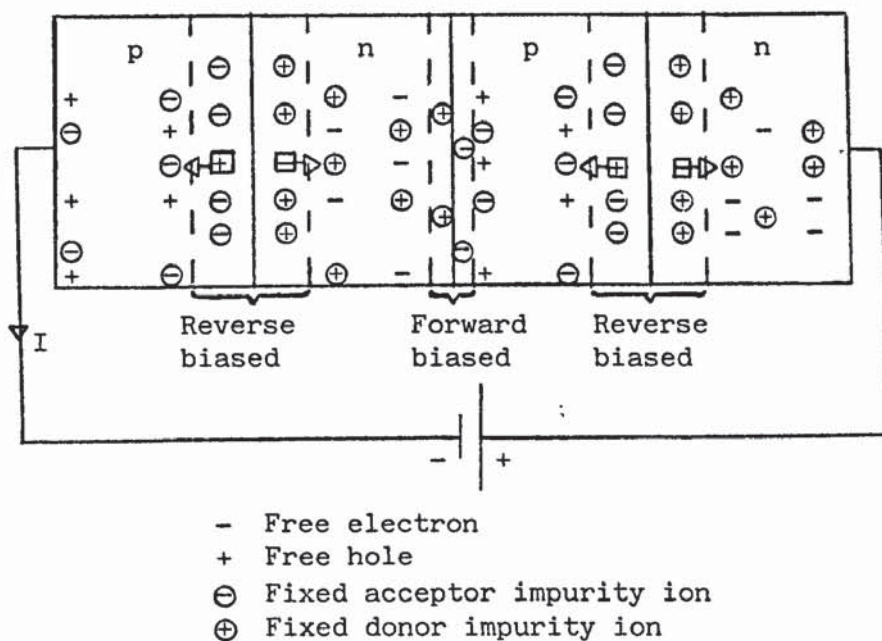 p n p n
Reverse biased
Forward biased
Reverse biased
I
- +
- Free electron
+ Free hole
⊖ Fixed acceptor impurity ion
⊕ Fixed donor impurity ion